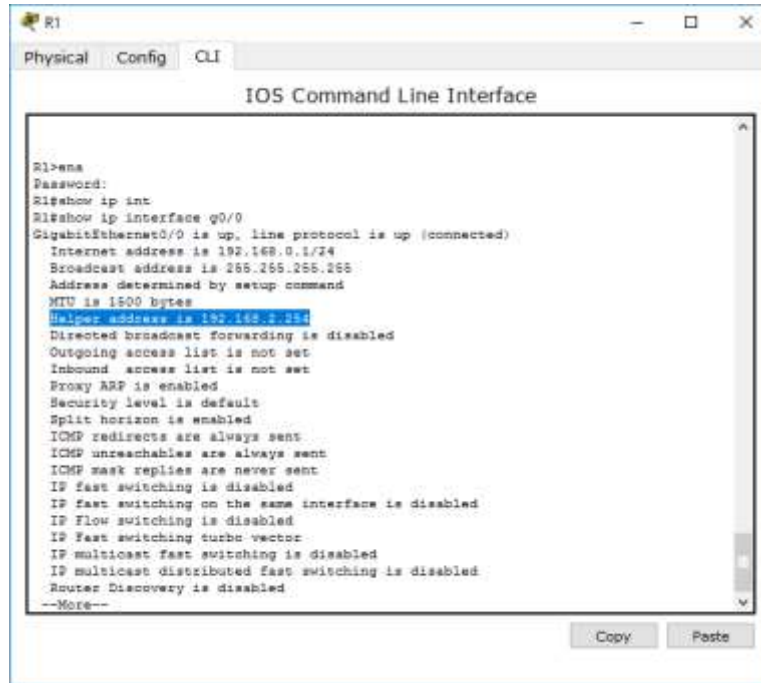 R1
Physical Config CLI
IOS Command Line Interface
R1>ena
Password:
R1#show ip int
R1#show ip interface g0/0
GigabitEthernet0/0 is up, line protocol is up (connected)
Internet address is 192.168.0.1/24
Broadcast address is 255.255.255.255
Address determined by setup command
MTU is 1500 bytes
Helper address is 192.168.2.254
Directed broadcast forwarding is disabled
Outgoing access list is not set
Inbound access list is not set
Proxy ARP is enabled
Security level is default
Split horizon is enabled
ICMP redirects are always sent
ICMP unreachables are always sent
ICMP mask replies are never sent
IP fast switching is disabled
IP fast switching on the same interface is disabled
IP Flow switching is disabled
IP Fast switching turbo vector
IP multicast fast switching is disabled
IP multicast distributed fast switching is disabled
Router Discovery is disabled
--More--
Copy Paste